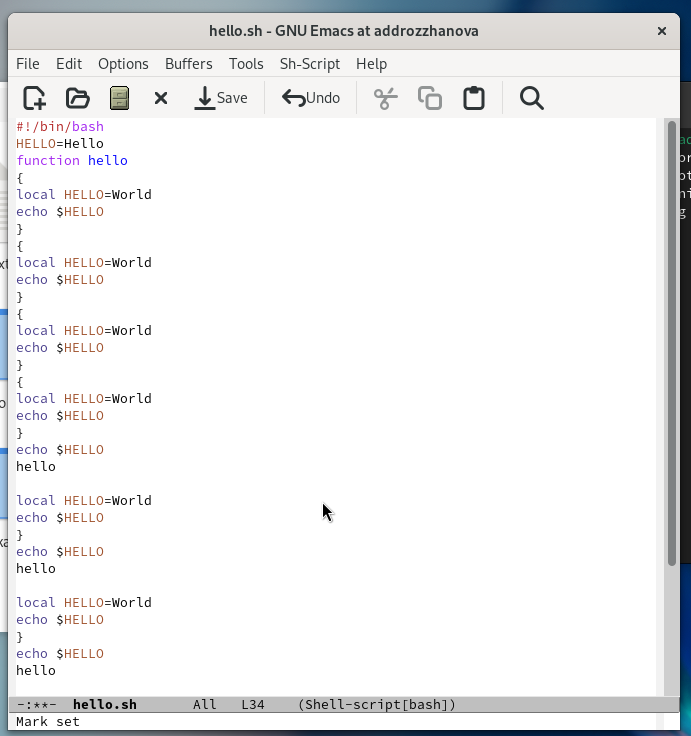 hello.sh - GNU Emacs at addrozzhanova
File Edit Options Buffers Tools Sh-Script Help
Save Undo
#!/bin/bash
HELLO=Hello
function hello
{
local HELLO=World
echo $HELLO
}
{
local HELLO=World
echo $HELLO
}
{
local HELLO=World
echo $HELLO
}
{
local HELLO=World
echo $HELLO
}
echo $HELLO
hello
local HELLO=World
echo $HELLO
}
echo $HELLO
hello
local HELLO=World
echo $HELLO
}
echo $HELLO
hello
-:**- hello.sh All L34 (Shell-script[bash])
Mark set